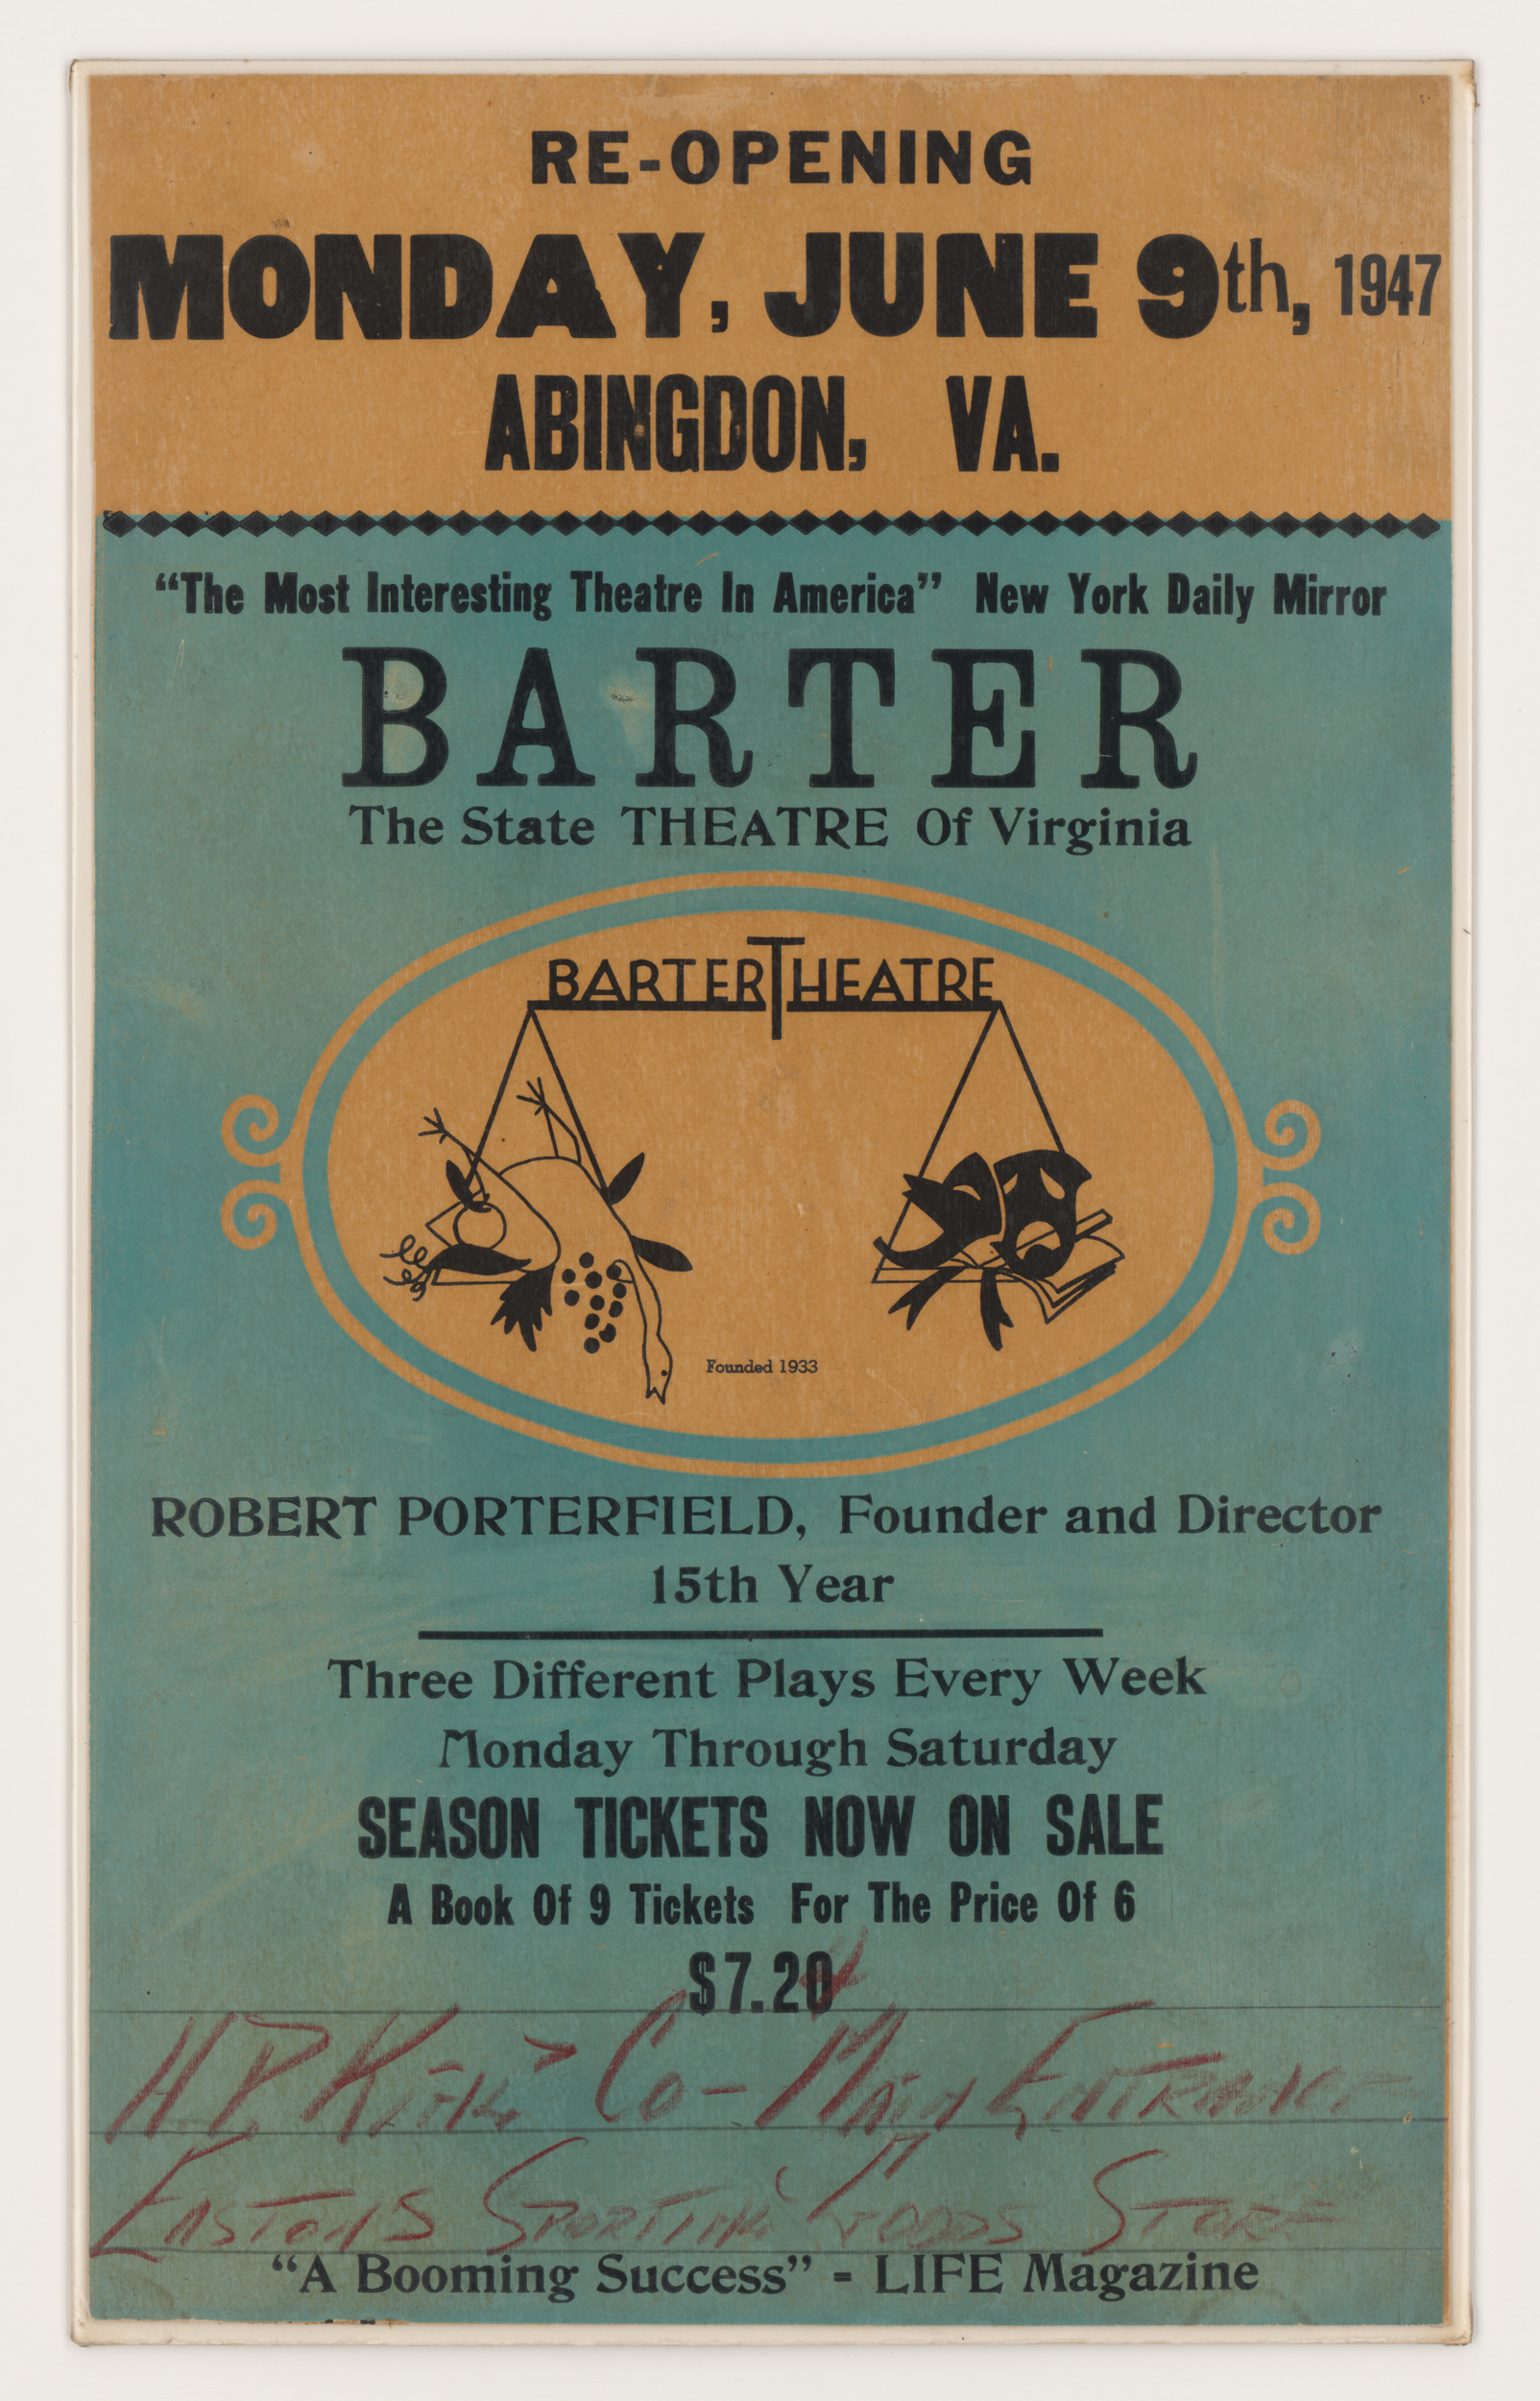 RE-OPENING
MONDAY, JUNE 9th, 1947
ABINGDON, VA.
“The Most Interesting Theatre In America” New York Daily Mirror
BARTER
The State THEATRE Of Virginia
BARTER THEATRE
Founded 1933
ROBERT PORTERFIELD, Founder and Director
15th Year
Three Different Plays Every Week
Monday Through Saturday
SEASON TICKETS NOW ON SALE
A Book Of 9 Tickets For The Price Of 6
$7.20
H P King Co - Main Entrance
Eastons Sporting Goods Store
“A Booming Success” = LIFE Magazine